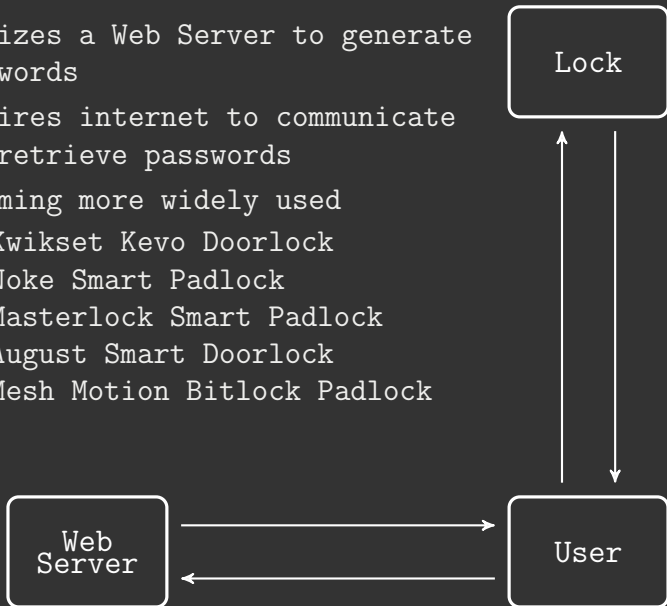 izes a Web Server to generate
words
ires internet to communicate
retrieve passwords
ming more widely used
Kwikset Kevo Doorlock
Noke Smart Padlock
Masterlock Smart Padlock
August Smart Doorlock
Mesh Motion Bitlock Padlock
Lock
Web
Server
User